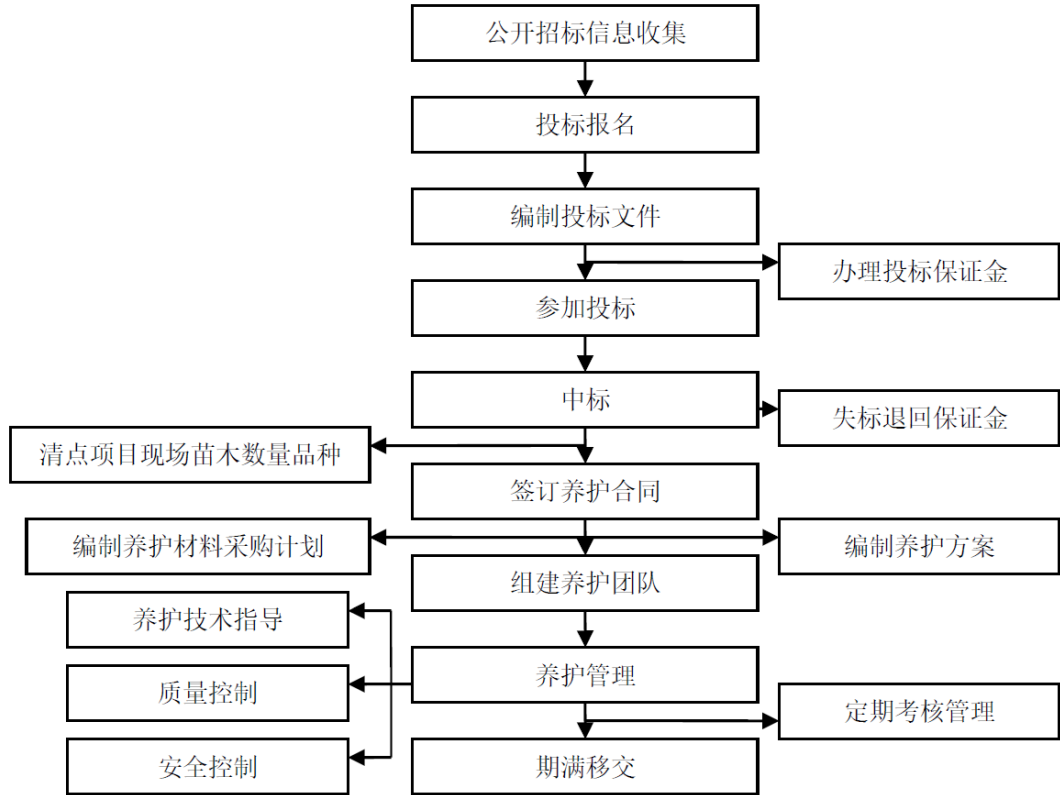 公开招标信息收集
投标报名
编制投标文件
办理投标保证金
参加投标
中标
失标退回保证金
清点项目现场苗木数量品种
签订养护合同
编制养护材料采购计划
编制养护方案
组建养护团队
养护技术指导
养护管理
质量控制
定期考核管理
安全控制
期满移交